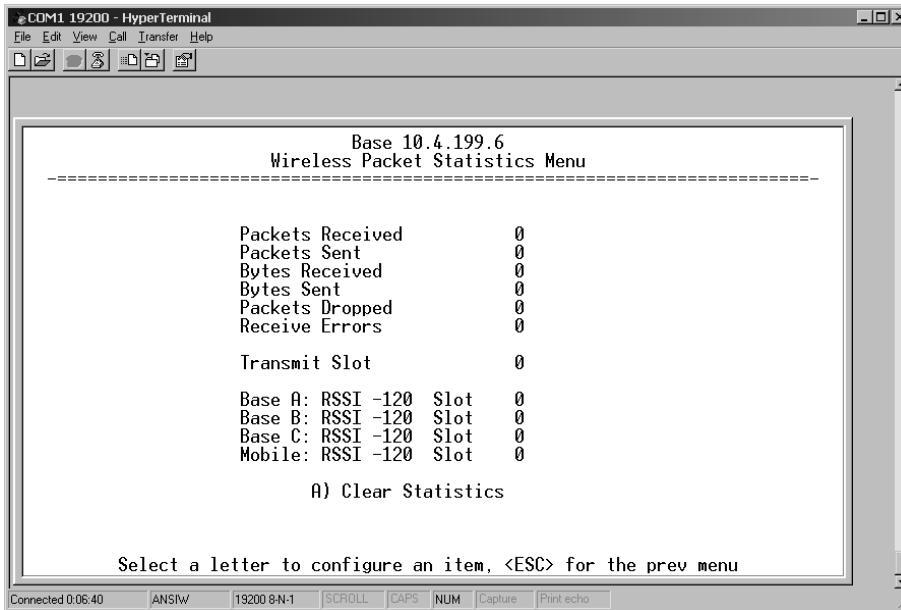 COM1 19200 - HyperTerminal
File Edit View Call Transfer Help
Base 10.4.199.6
Wireless Packet Statistics Menu
-==========================================================================-
Packets Received 0
Packets Sent 0
Bytes Received 0
Bytes Sent 0
Packets Dropped 0
Receive Errors 0
Transmit Slot 0
Base A: RSSI -120 Slot 0
Base B: RSSI -120 Slot 0
Base C: RSSI -120 Slot 0
Mobile: RSSI -120 Slot 0
A) Clear Statistics
Select a letter to configure an item, <ESC> for the prev menu
Connected 0:06:40 ANSIW 19200 8-N-1 SCROLL CAPS NUM Capture Print echo